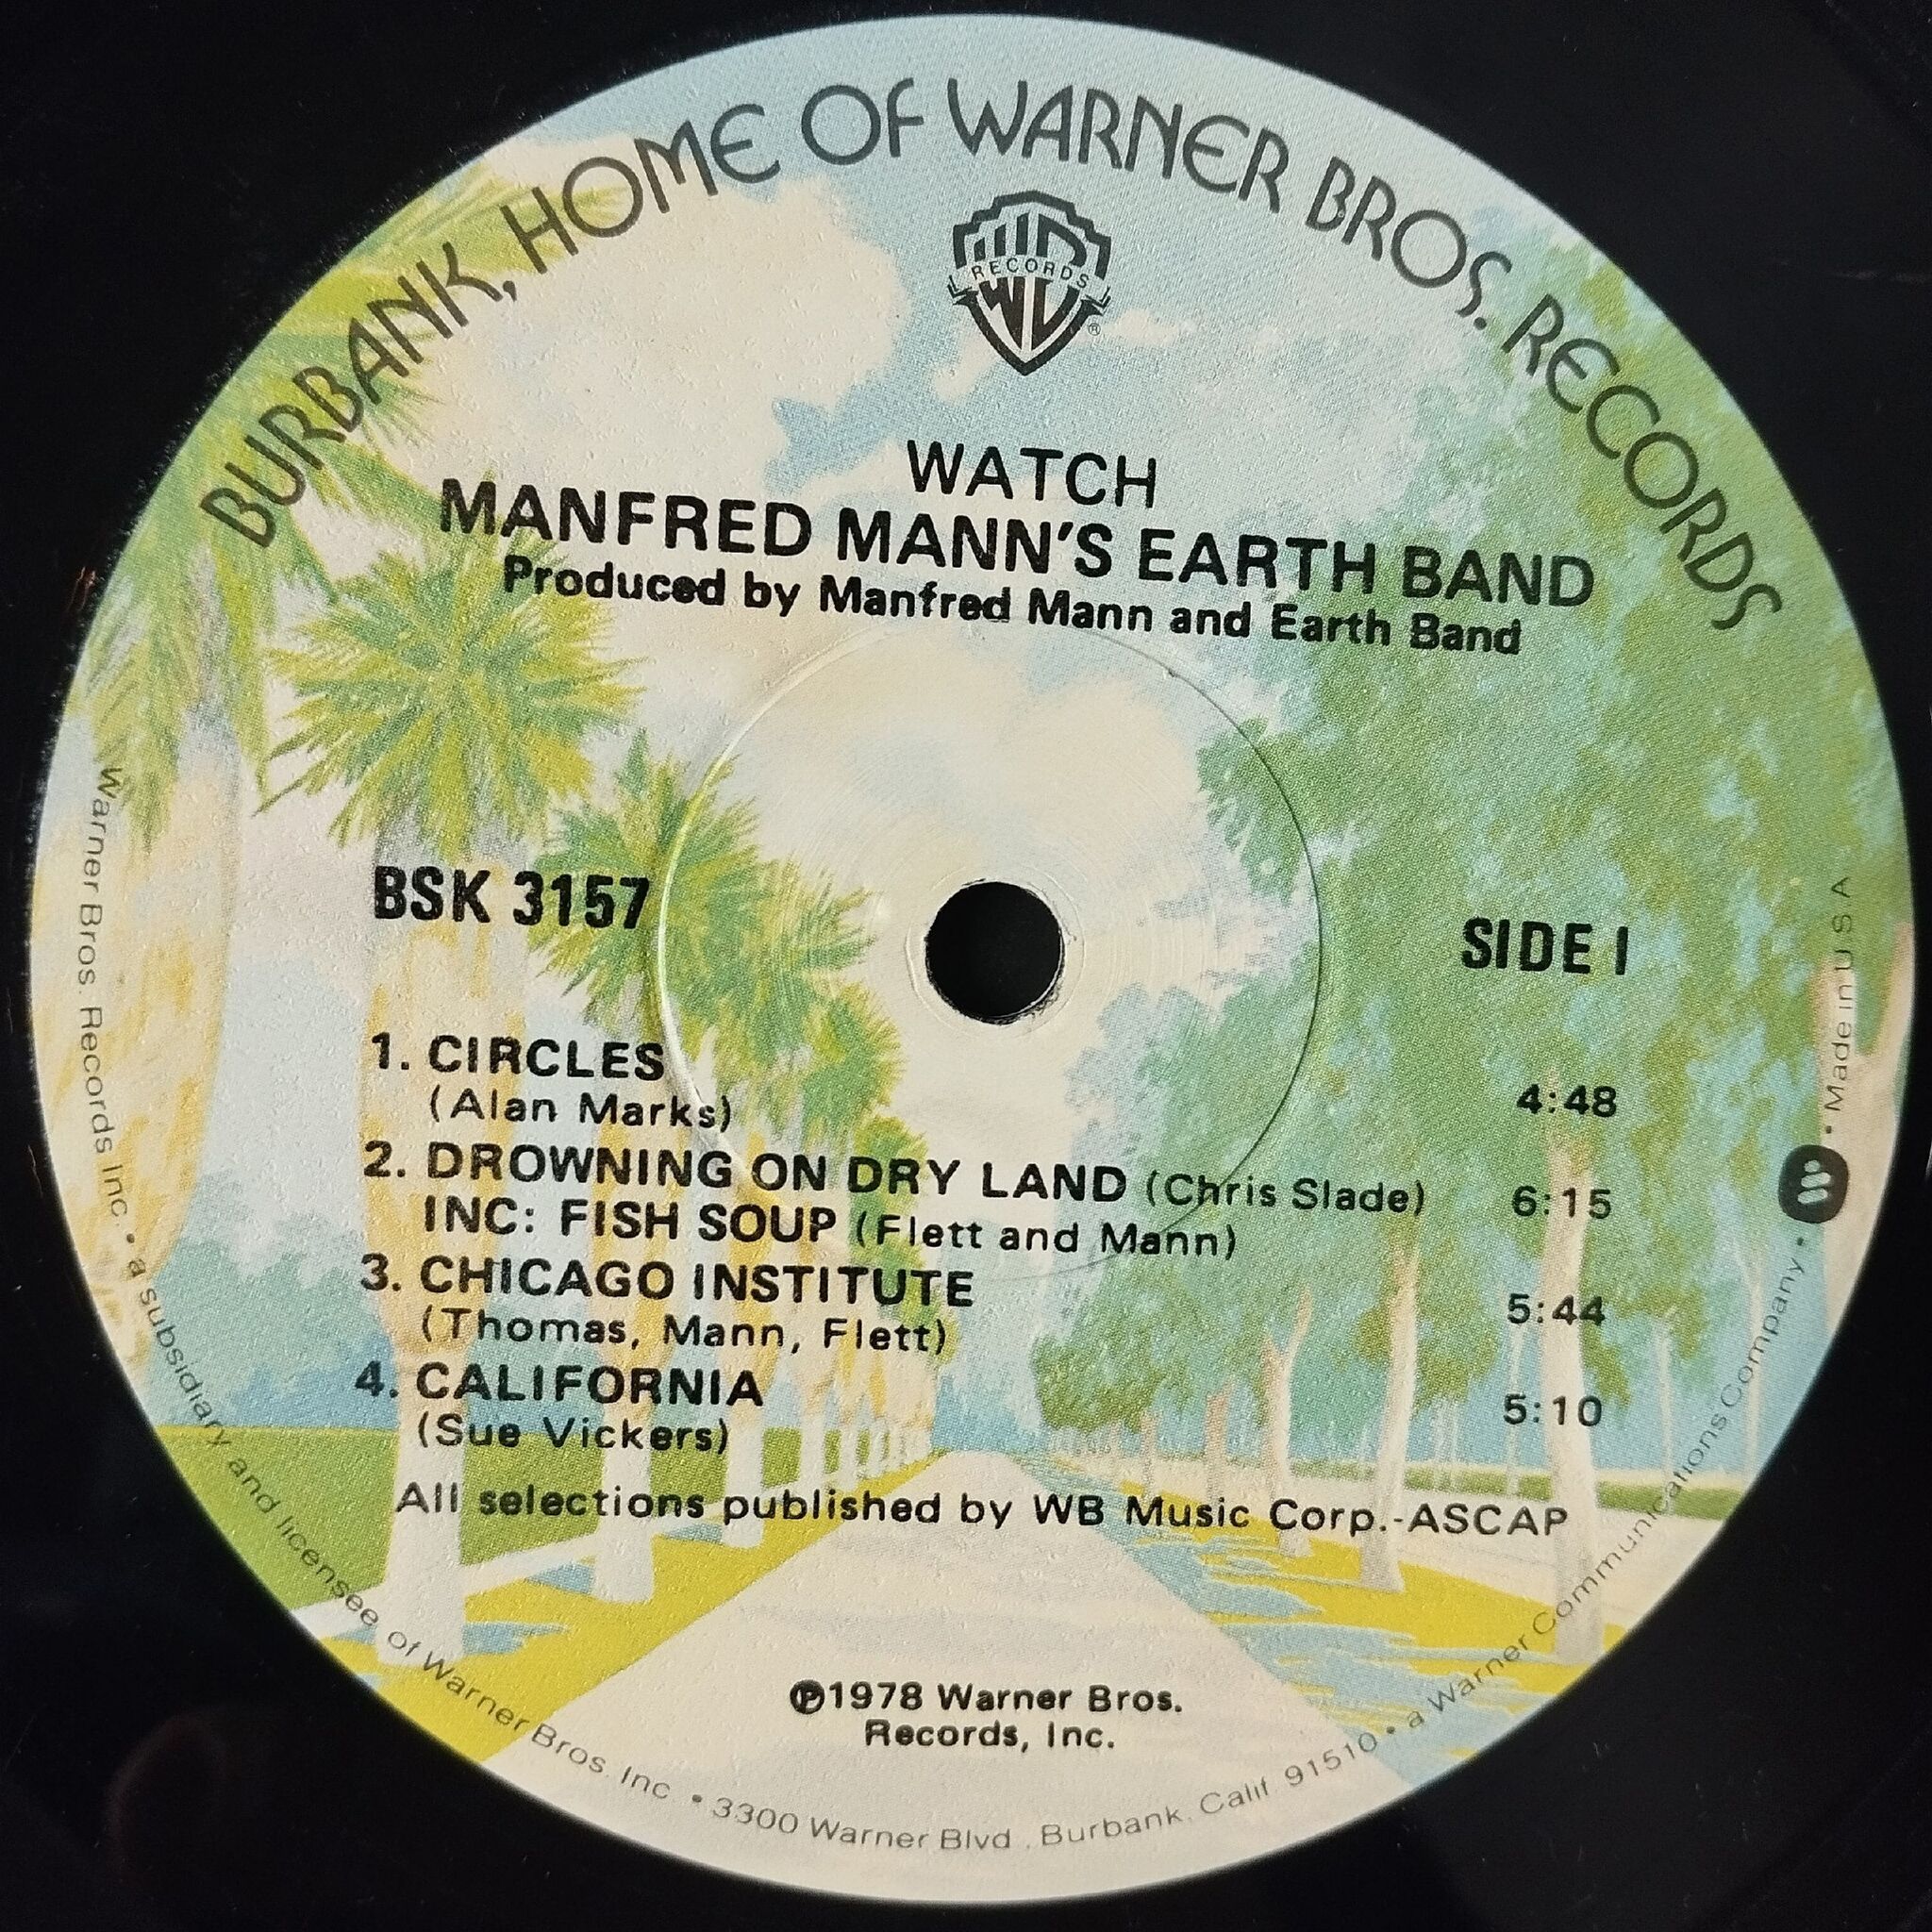 BURBANK, HOME OF WARNER BROS. RECORDS
RECORDS
®
WATCH
MANFRED MANN'S EARTH BAND
Produced by Manfred Mann and Earth Band
BSK 3157
SIDE 1
1. CIRCLES
(Alan Marks) 4:48
2. DROWNING ON DRY LAND (Chris Slade) 6:15
INC: FISH SOUP (Flett and Mann)
3. CHICAGO INSTITUTE
(Thomas, Mann, Flett) 5:44
4. CALIFORNIA
(Sue Vickers) 5:10
All selections published by WB Music Corp.-ASCAP
℗1978 Warner Bros.
Records, Inc.
Warner Bros. Records Inc. • a subsidiary and licensee of Warner Bros. Inc • 3300 Warner Blvd., Burbank, Calif. 91510 • a Warner Communications Company • • Made in U S A